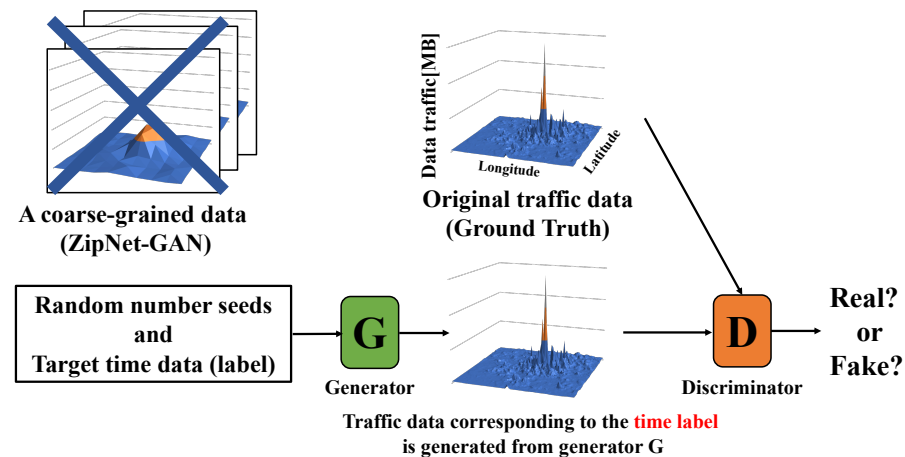 A coarse-grained data
(ZipNet-GAN)
Data traffic[MB]
Longitude
Latitude
Original traffic data
(Ground Truth)
Random number seeds
and
Target time data (label)
G
Generator
D
Discriminator
Real?
or
Fake?
Traffic data corresponding to the time label
is generated from generator G